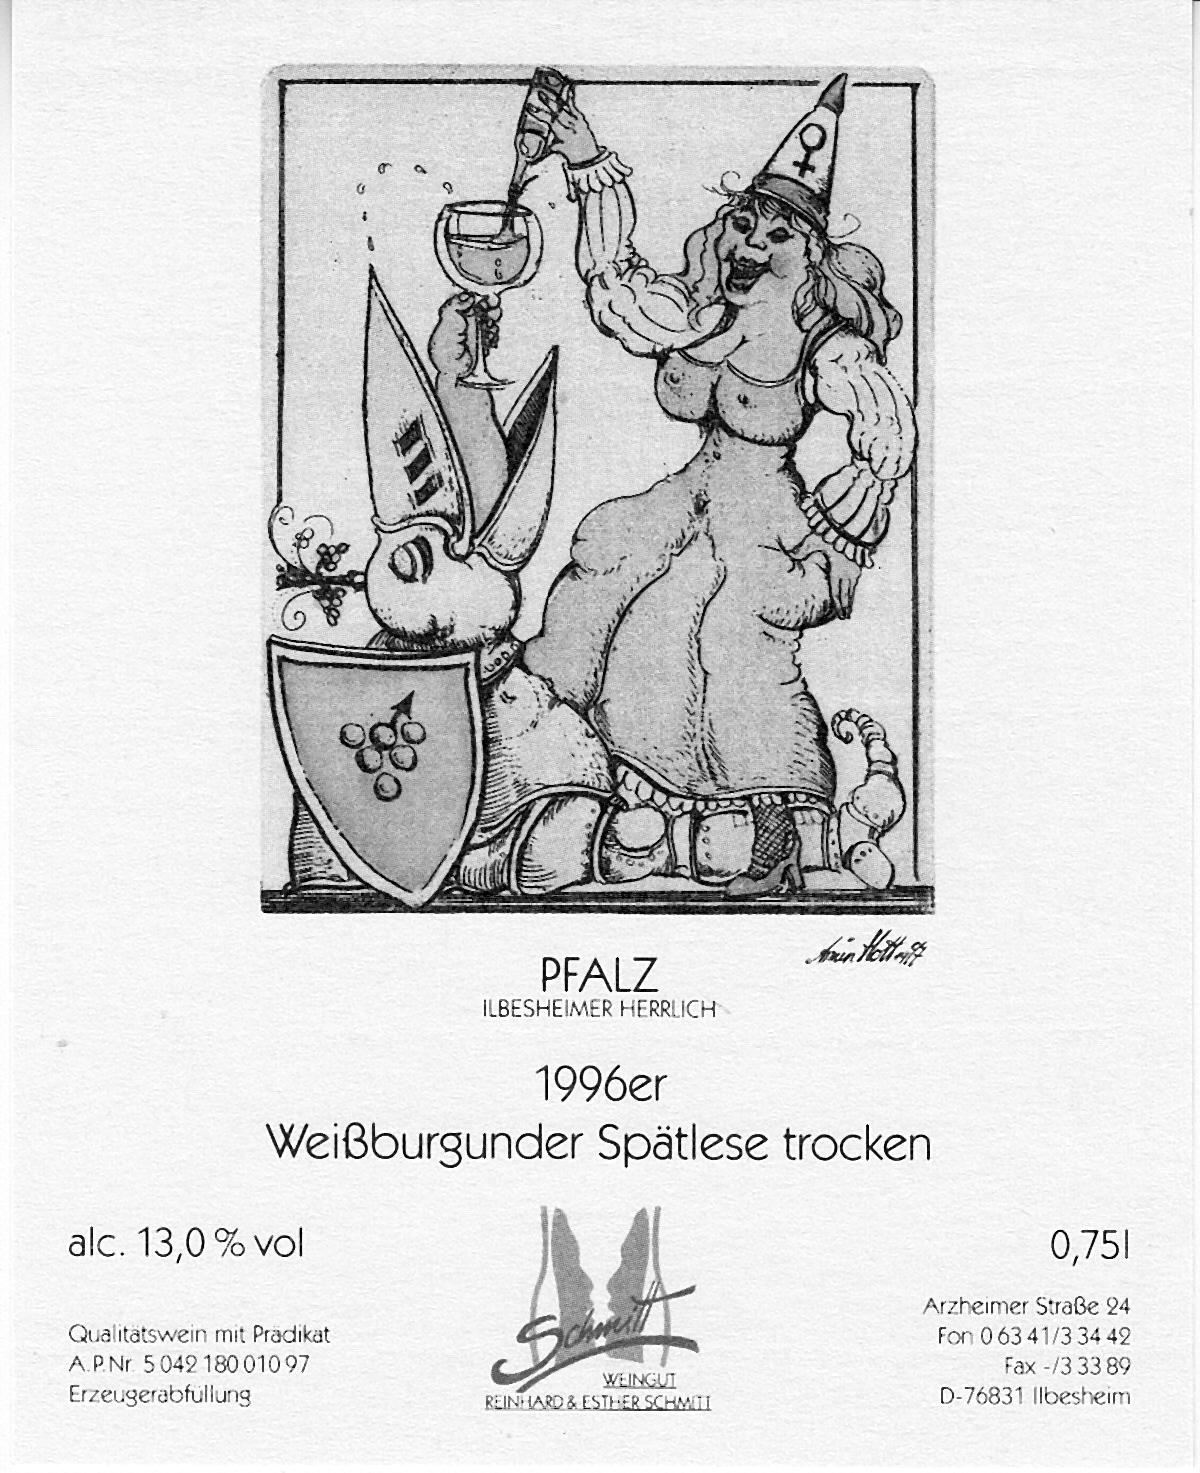 PFALZ
ILBESHEIMER HERRLICH
1996er
Weißburgunder Spätlese trocken
alc. 13,0 % vol
0,75l
Qualitätswein mit Prädikat
A.P.Nr. 5 042 180 010 97
Erzeugerabfüllung
Schmitt
WEINGUT
REINHARD & ESTHER SCHMITT
Arzheimer Straße 24
Fon 0 63 41/3 34 42
Fax -/3 33 89
D-76831 Ilbesheim